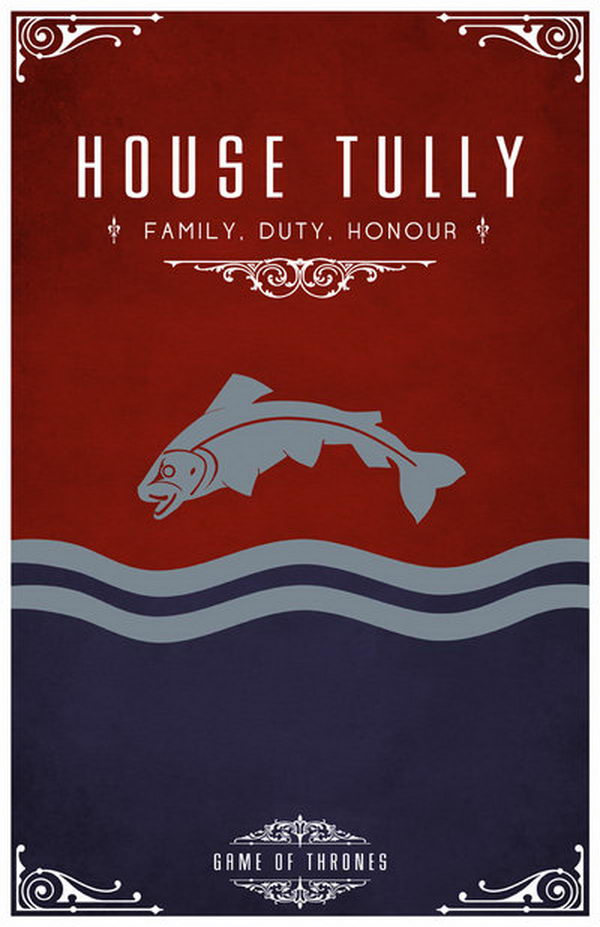 HOUSE TULLY
FAMILY, DUTY, HONOUR
GAME OF THRONES